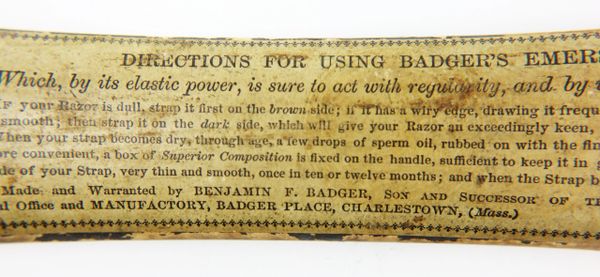 DIRECTIONS FOR USING BADGER'S EMERS
Which, by its elastic power, is sure to act with regularity, and by
IF your Razor is dull, strap it first on the brown side; if it has a wiry edge, drawing it frequ
smooth; then strap it on the dark side, which will give your Razor an exceedingly keen,
When your strap becomes dry, through age, a few drops of sperm oil, rubbed on with the fin
re convenient, a box of Superior Composition is fixed on the handle, sufficient to keep it in g
de of your Strap, very thin and smooth, once in ten or twelve months; and when the Strap b
Made and Warranted by BENJAMIN F. BADGER, SON AND SUCCESSOR OF
l Office and MANUFACTORY, BADGER PLACE, CHARLESTOWN, (Mass.)